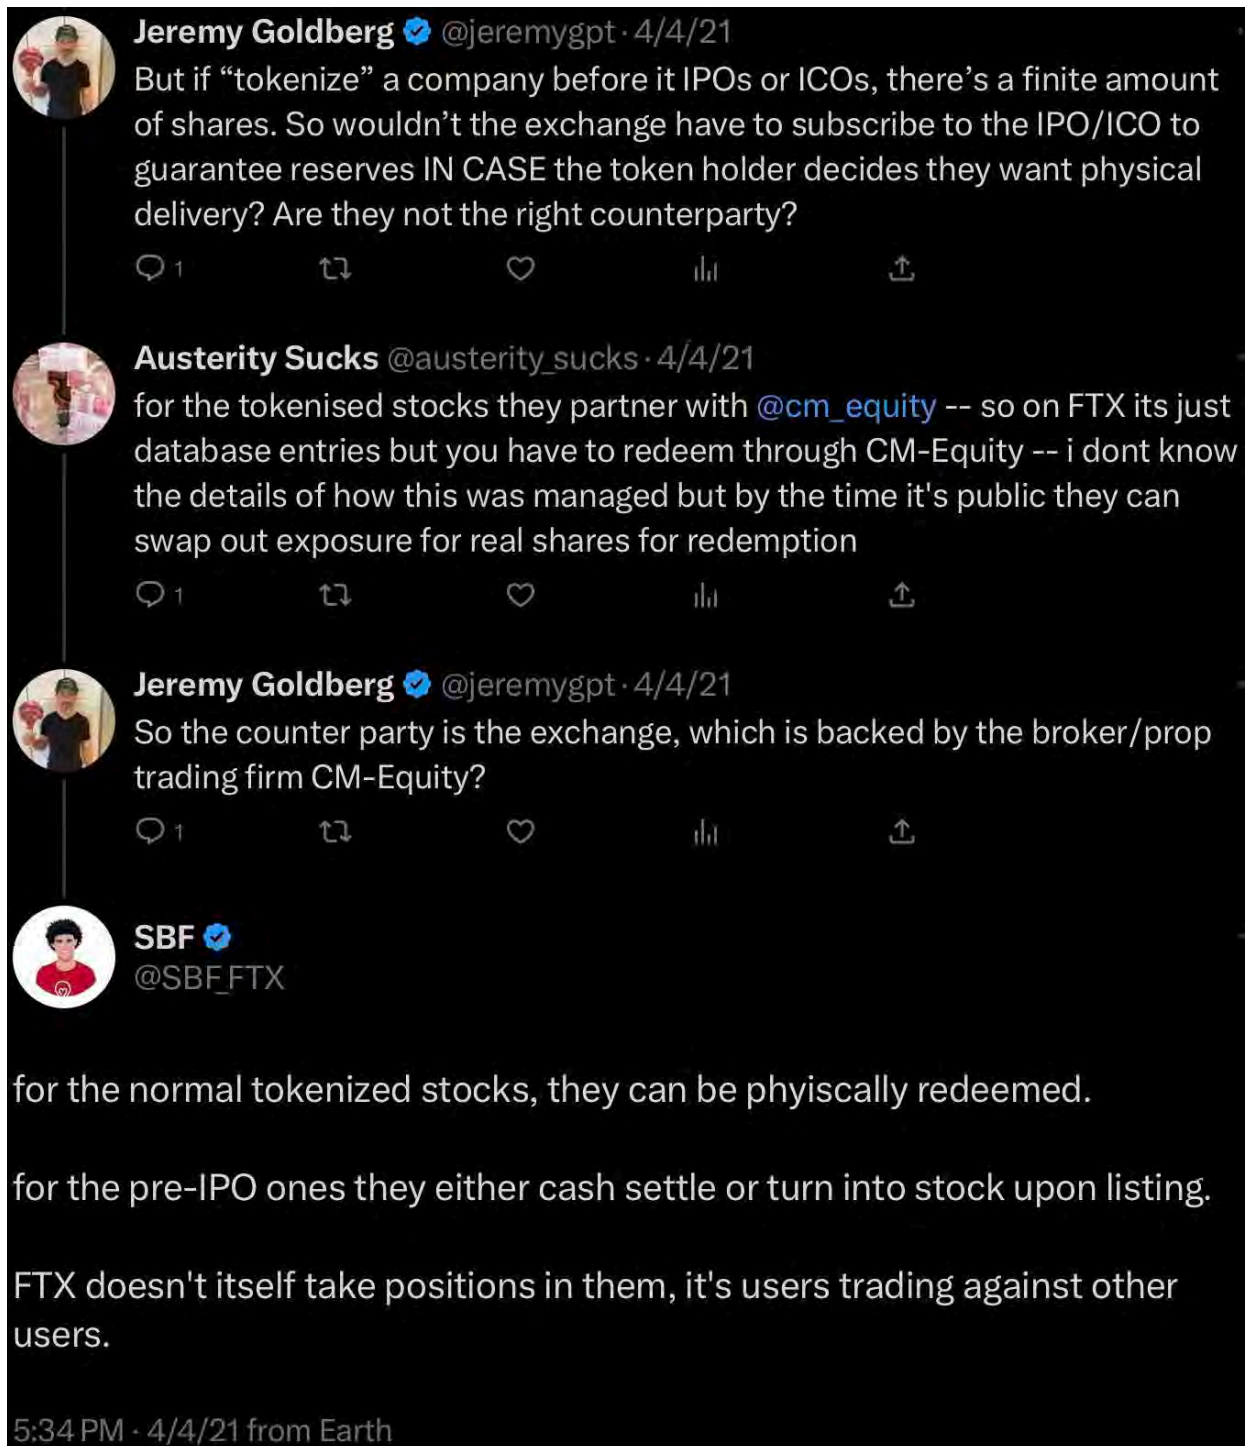 Jeremy Goldberg @jeremygpt · 4/4/21
But if “tokenize” a company before it IPOs or ICOs, there’s a finite amount
of shares. So wouldn’t the exchange have to subscribe to the IPO/ICO to
guarantee reserves IN CASE the token holder decides they want physical
delivery? Are they not the right counterparty?
1
Austerity Sucks @austerity_sucks · 4/4/21
for the tokenised stocks they partner with @cm_equity -- so on FTX its just
database entries but you have to redeem through CM-Equity -- i dont know
the details of how this was managed but by the time it's public they can
swap out exposure for real shares for redemption
1
Jeremy Goldberg @jeremygpt · 4/4/21
So the counter party is the exchange, which is backed by the broker/prop
trading firm CM-Equity?
1
SBF
@SBF_FTX
for the normal tokenized stocks, they can be phyiscally redeemed.
for the pre-IPO ones they either cash settle or turn into stock upon listing.
FTX doesn't itself take positions in them, it's users trading against other
users.
5:34 PM · 4/4/21 from Earth